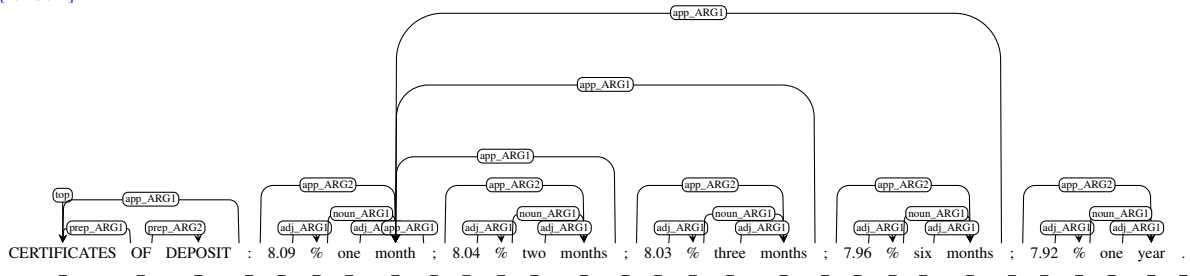 app_ARG1
app_ARG1
app_ARG1
app_ARG2 app_ARG2 app_ARG2 app_ARG2 app_ARG2
top app_ARG1
noun_ARG1 noun_ARG1 noun_ARG1 noun_ARG1 noun_ARG1
prep_ARG1 prep_ARG2 adj_ARG1 app_ARG1 adj_ARG1 adj_ARG1 adj_ARG1 adj_ARG1 adj_ARG1 adj_ARG1 adj_ARG1 adj_ARG1
CERTIFICATES OF DEPOSIT : 8.09 % one month ; 8.04 % two months ; 8.03 % three months ; 7.96 % six months ; 7.92 % one year .
_ _ _ _ _ _ _ _ _ _ _ _ _ _ _ _ _ _ _ _ _ _ _ _ _ _ _ _